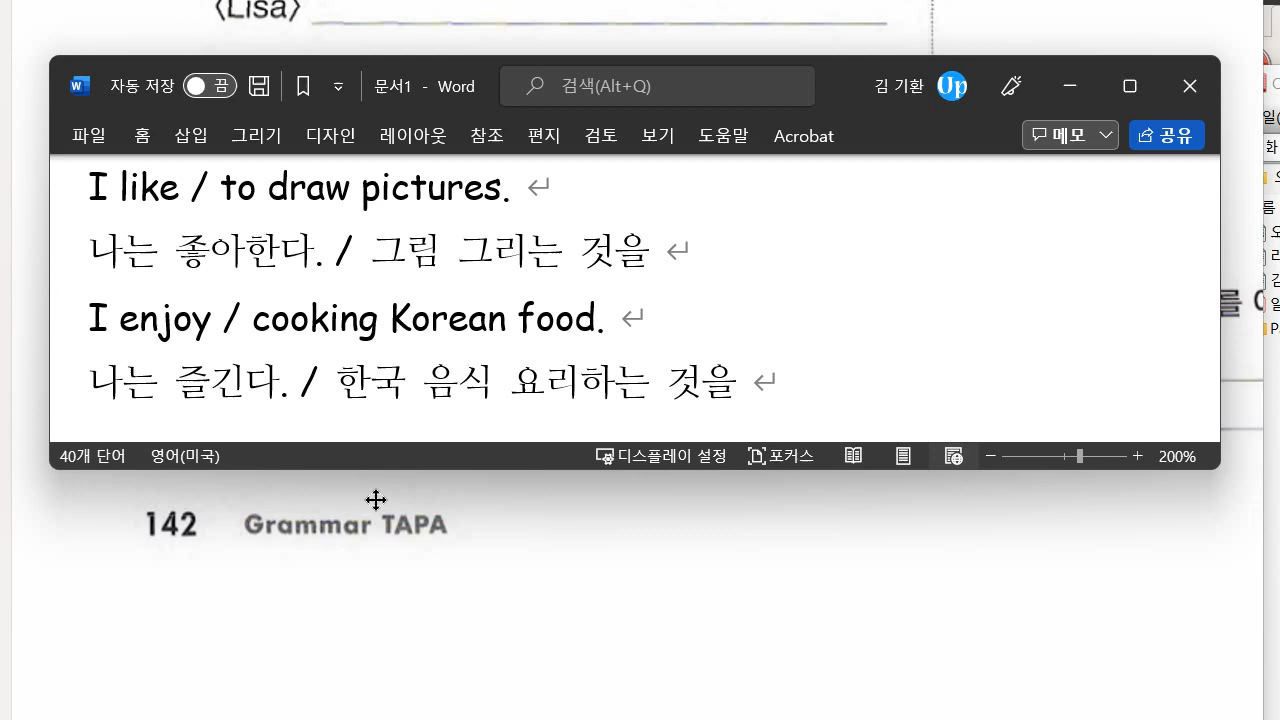 〈Lisa〉
자동 저장 끔 문서1 - Word 검색(Alt+Q) 김 기환 Up
파일 홈 삽입 그리기 디자인 레이아웃 참조 편지 검토 보기 도움말 Acrobat 메모 공유
I like / to draw pictures.
나는 좋아한다. / 그림 그리는 것을
I enjoy / cooking Korean food.
나는 즐긴다. / 한국 음식 요리하는 것을
40개 단어 영어(미국) 디스플레이 설정 포커스 200%
142 Grammar TAPA